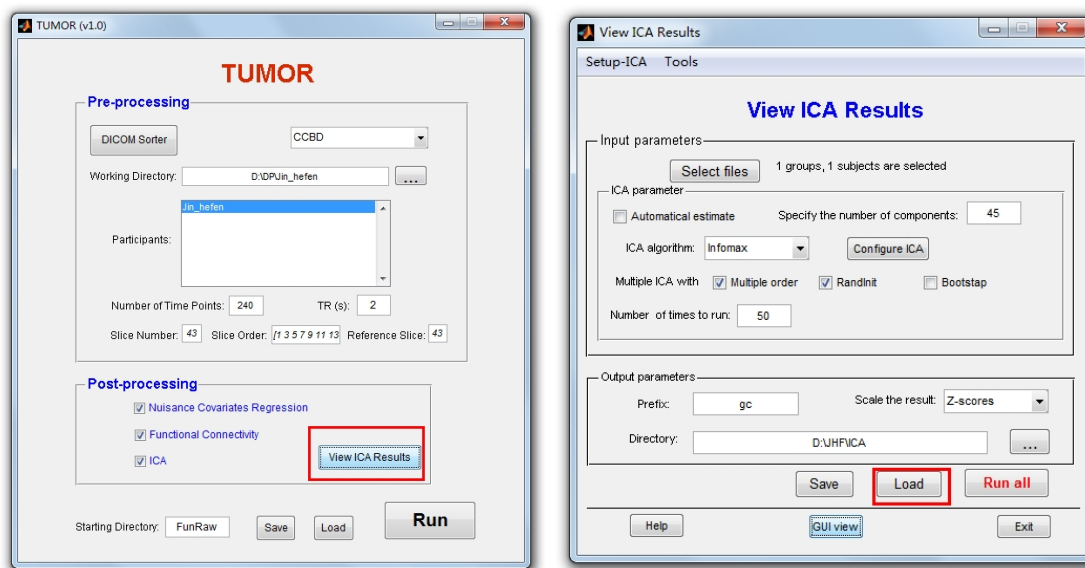 TUMOR (v1.0)
TUMOR
Pre-processing
DICOM Sorter
CCBD
Working Directory:
D:\DP\Jin_hefen
...
Jin_hefen
Participants:
Number of Time Points: 240 TR (s): 2
Slice Number: 43 Slice Order: [1 3 5 7 9 11 13 Reference Slice: 43
Post-processing
Nuisance Covariates Regression
Functional Connectivity
ICA
View ICA Results
Starting Directory: FunRaw Save Load Run
View ICA Results
Setup-ICA Tools
View ICA Results
Input parameters
Select files 1 groups, 1 subjects are selected
ICA parameter
Automatical estimate Specify the number of components: 45
ICA algorithm: Infomax Configure ICA
Multiple ICA with Multiple order RandInit Bootstap
Number of times to run: 50
Output parameters
Prefix: gc Scale the result: Z-scores
Directory: D:\JHF\ICA ...
Save Load Run all
Help GUI view Exit